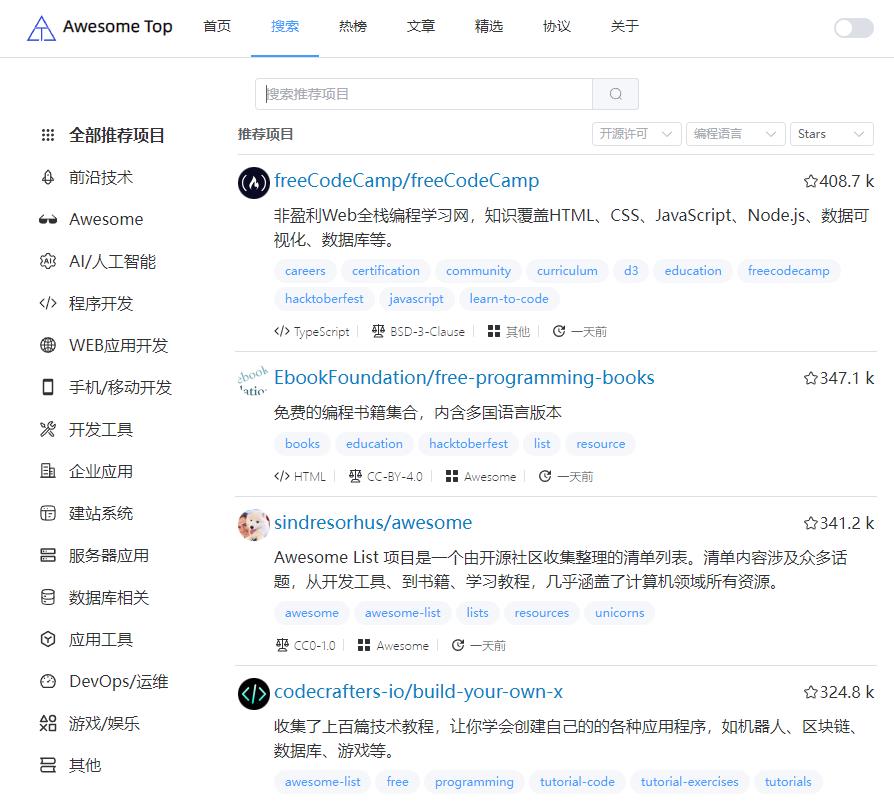 Awesome Top 首页 搜索 热榜 文章 精选 协议 关于
搜索推荐项目
全部推荐项目
前沿技术
Awesome
AI/人工智能
程序开发
WEB应用开发
手机/移动开发
开发工具
企业应用
建站系统
服务器应用
数据库相关
应用工具
DevOps/运维
游戏/娱乐
其他
推荐项目 开源许可 编程语言 Stars
freeCodeCamp/freeCodeCamp 408.7 k
非盈利Web全栈编程学习网，知识覆盖HTML、CSS、JavaScript、Node.js、数据可
视化、数据库等。
careers certification community curriculum d3 education freecodecamp
hacktoberfest javascript learn-to-code
TypeScript BSD-3-Clause 其他 一天前
ebook
EbookFoundation/free-programming-books 347.1 k
免费的编程书籍集合，内含多国语言版本
books education hacktoberfest list resource
HTML CC-BY-4.0 Awesome 一天前
sindresorhus/awesome 341.2 k
Awesome List 项目是一个由开源社区收集整理的清单列表。清单内容涉及众多话
题，从开发工具、到书籍、学习教程，几乎涵盖了计算机领域所有资源。
awesome awesome-list lists resources unicorns
CC0-1.0 Awesome 一天前
codecrafters-io/build-your-own-x 324.8 k
收集了上百篇技术教程，让你学会创建自己的的各种应用程序，如机器人、区块链、
数据库、游戏等。
awesome-list free programming tutorial-code tutorial-exercises tutorials